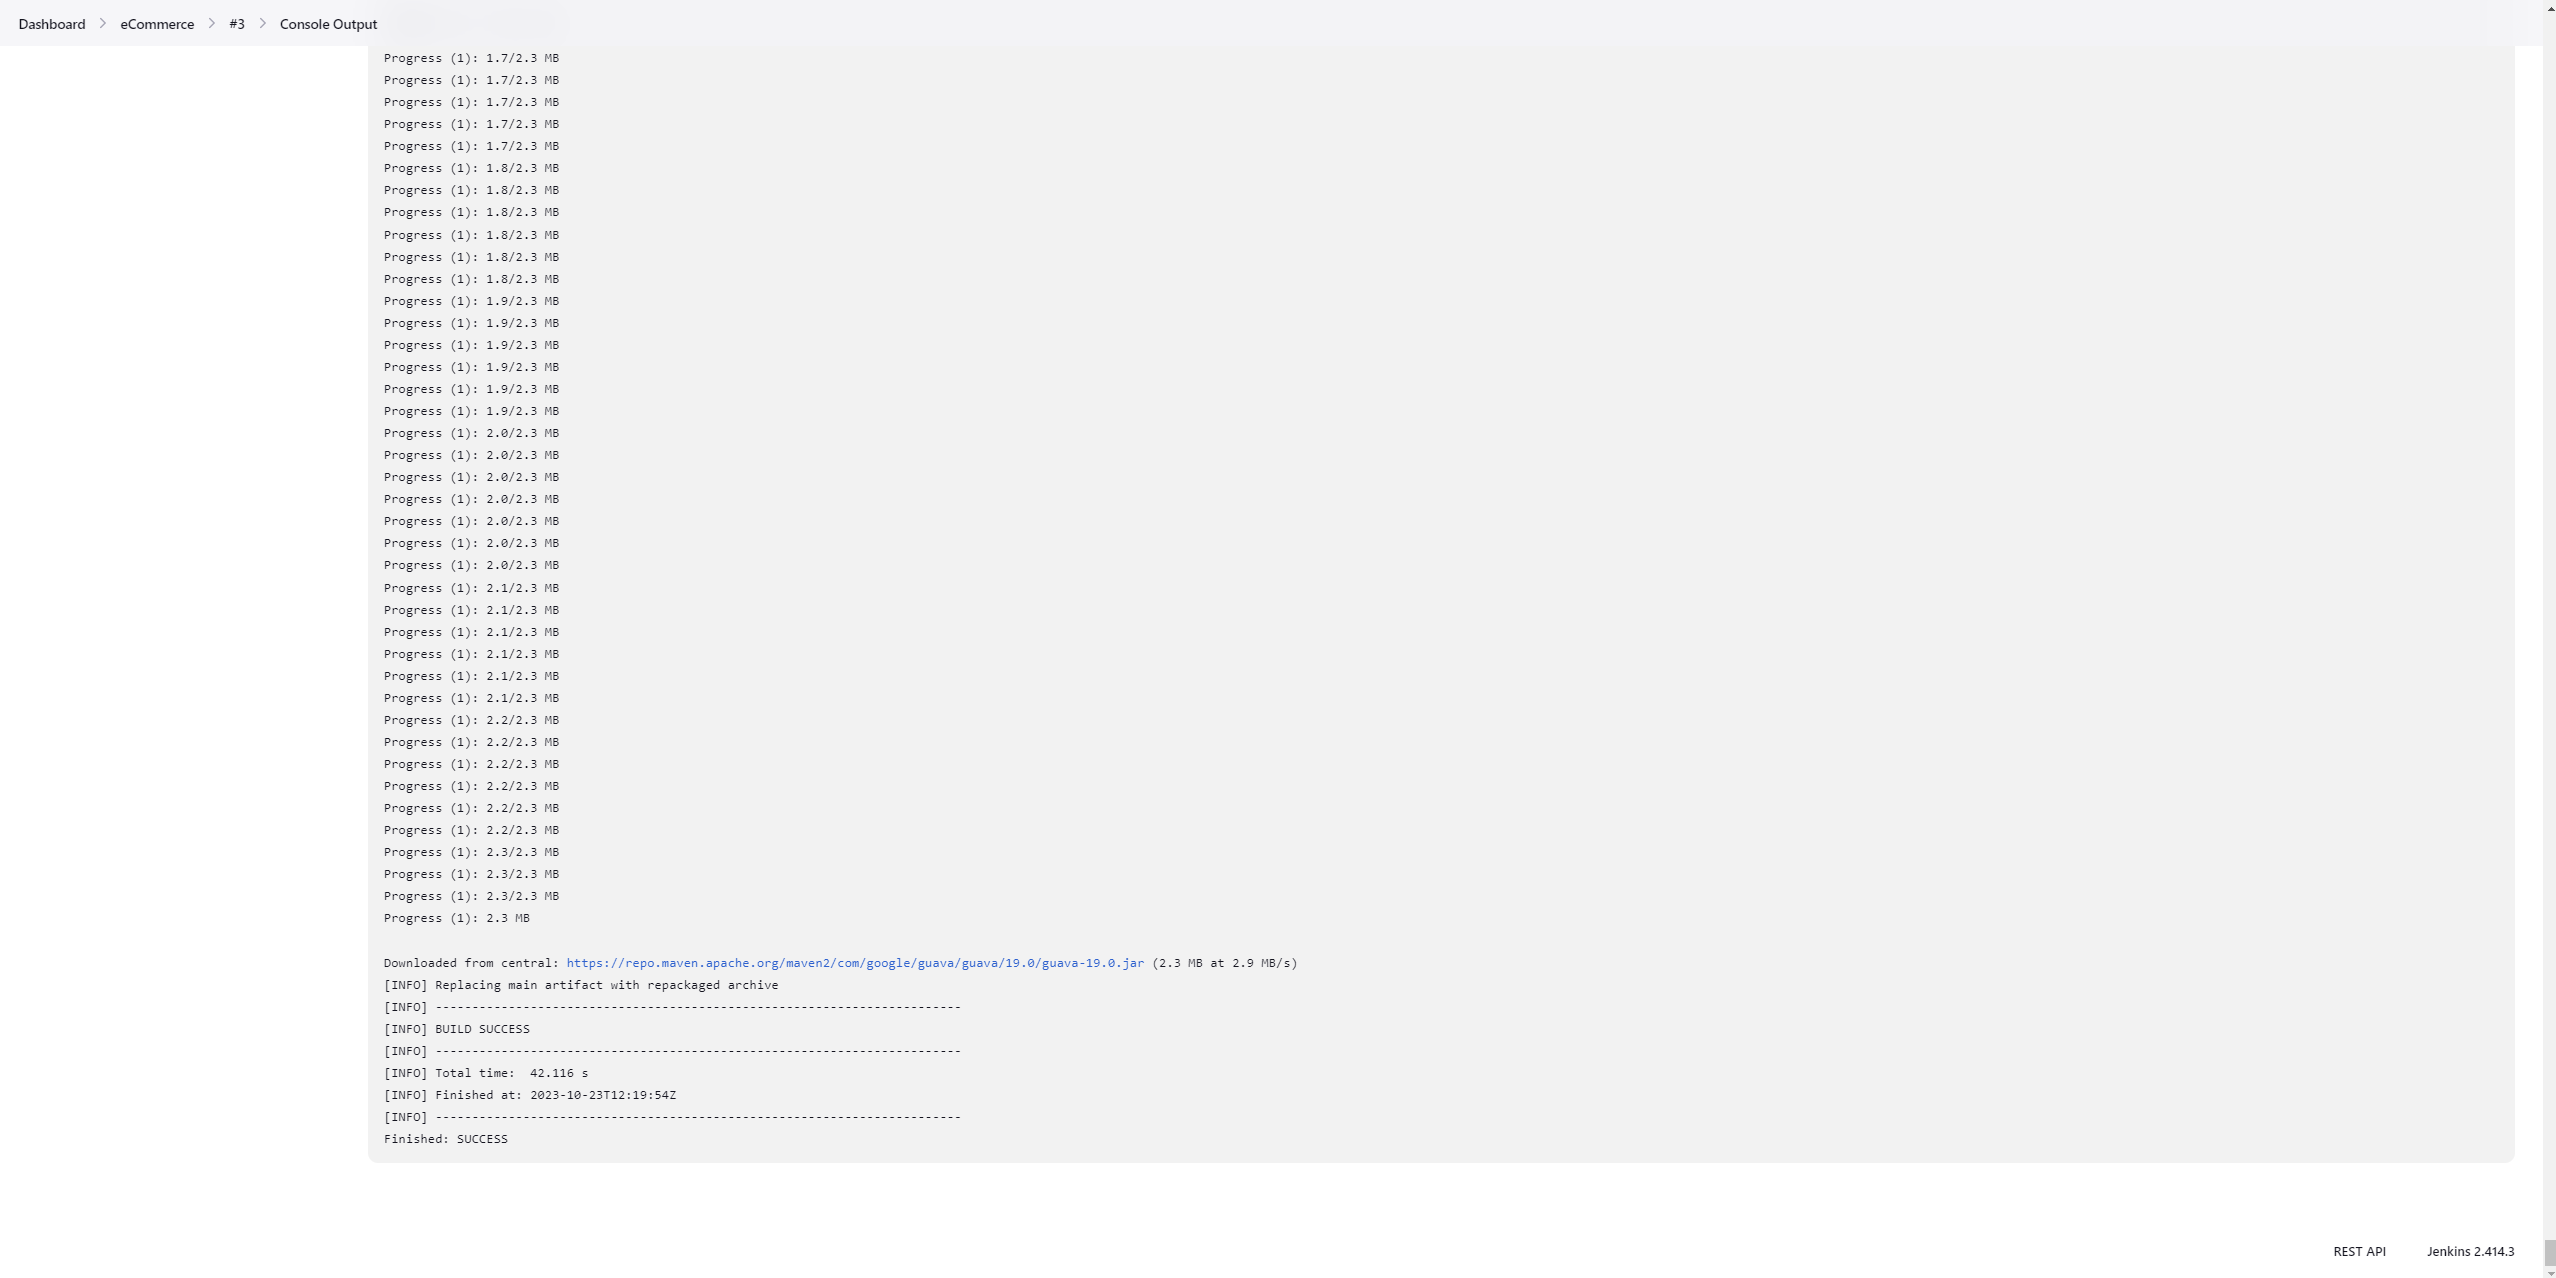 Dashboard > eCommerce > #3 > Console Output
Progress (1): 1.7/2.3 MB
Progress (1): 1.7/2.3 MB
Progress (1): 1.7/2.3 MB
Progress (1): 1.7/2.3 MB
Progress (1): 1.7/2.3 MB
Progress (1): 1.8/2.3 MB
Progress (1): 1.8/2.3 MB
Progress (1): 1.8/2.3 MB
Progress (1): 1.8/2.3 MB
Progress (1): 1.8/2.3 MB
Progress (1): 1.8/2.3 MB
Progress (1): 1.9/2.3 MB
Progress (1): 1.9/2.3 MB
Progress (1): 1.9/2.3 MB
Progress (1): 1.9/2.3 MB
Progress (1): 1.9/2.3 MB
Progress (1): 1.9/2.3 MB
Progress (1): 2.0/2.3 MB
Progress (1): 2.0/2.3 MB
Progress (1): 2.0/2.3 MB
Progress (1): 2.0/2.3 MB
Progress (1): 2.0/2.3 MB
Progress (1): 2.0/2.3 MB
Progress (1): 2.0/2.3 MB
Progress (1): 2.1/2.3 MB
Progress (1): 2.1/2.3 MB
Progress (1): 2.1/2.3 MB
Progress (1): 2.1/2.3 MB
Progress (1): 2.1/2.3 MB
Progress (1): 2.1/2.3 MB
Progress (1): 2.2/2.3 MB
Progress (1): 2.2/2.3 MB
Progress (1): 2.2/2.3 MB
Progress (1): 2.2/2.3 MB
Progress (1): 2.2/2.3 MB
Progress (1): 2.2/2.3 MB
Progress (1): 2.3/2.3 MB
Progress (1): 2.3/2.3 MB
Progress (1): 2.3/2.3 MB
Progress (1): 2.3 MB
Downloaded from central: https://repo.maven.apache.org/maven2/com/google/guava/guava/19.0/guava-19.0.jar (2.3 MB at 2.9 MB/s)
[INFO] Replacing main artifact with repackaged archive
[INFO] ------------------------------------------------------------------------
[INFO] BUILD SUCCESS
[INFO] ------------------------------------------------------------------------
[INFO] Total time:  42.116 s
[INFO] Finished at: 2023-10-23T12:19:54Z
[INFO] ------------------------------------------------------------------------
Finished: SUCCESS
REST API Jenkins 2.414.3